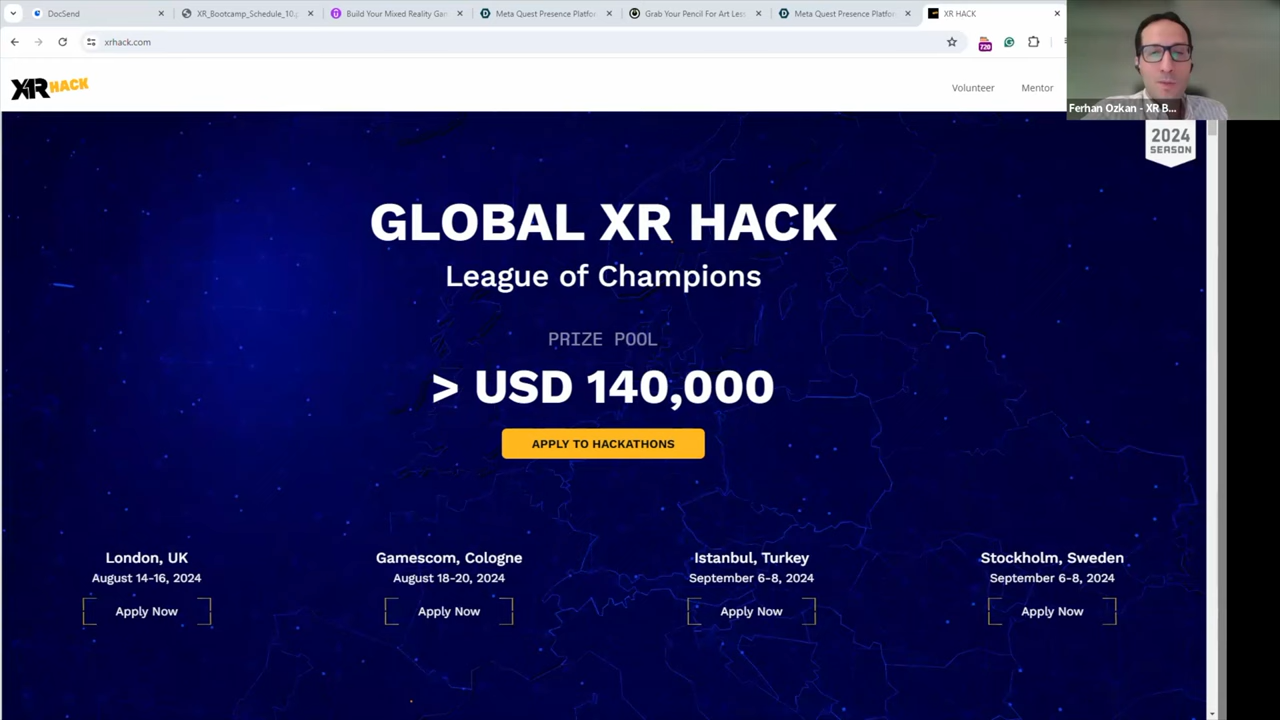 DocSend
XR_Bootcamp_Schedule_10.p
Build Your Mixed Reality Gam
Meta Quest Presence Platfor
Grab Your Pencil For Art Less
Meta Quest Presence Platfor
XR HACK
xrhack.com
720
XR HACK
Volunteer
Mentor
Ferhan Ozkan - XR B...
2024
SEASON
GLOBAL XR HACK
League of Champions
PRIZE POOL
> USD 140,000
APPLY TO HACKATHONS
London, UK
August 14-16, 2024
Apply Now
Gamescom, Cologne
August 18-20, 2024
Apply Now
Istanbul, Turkey
September 6-8, 2024
Apply Now
Stockholm, Sweden
September 6-8, 2024
Apply Now